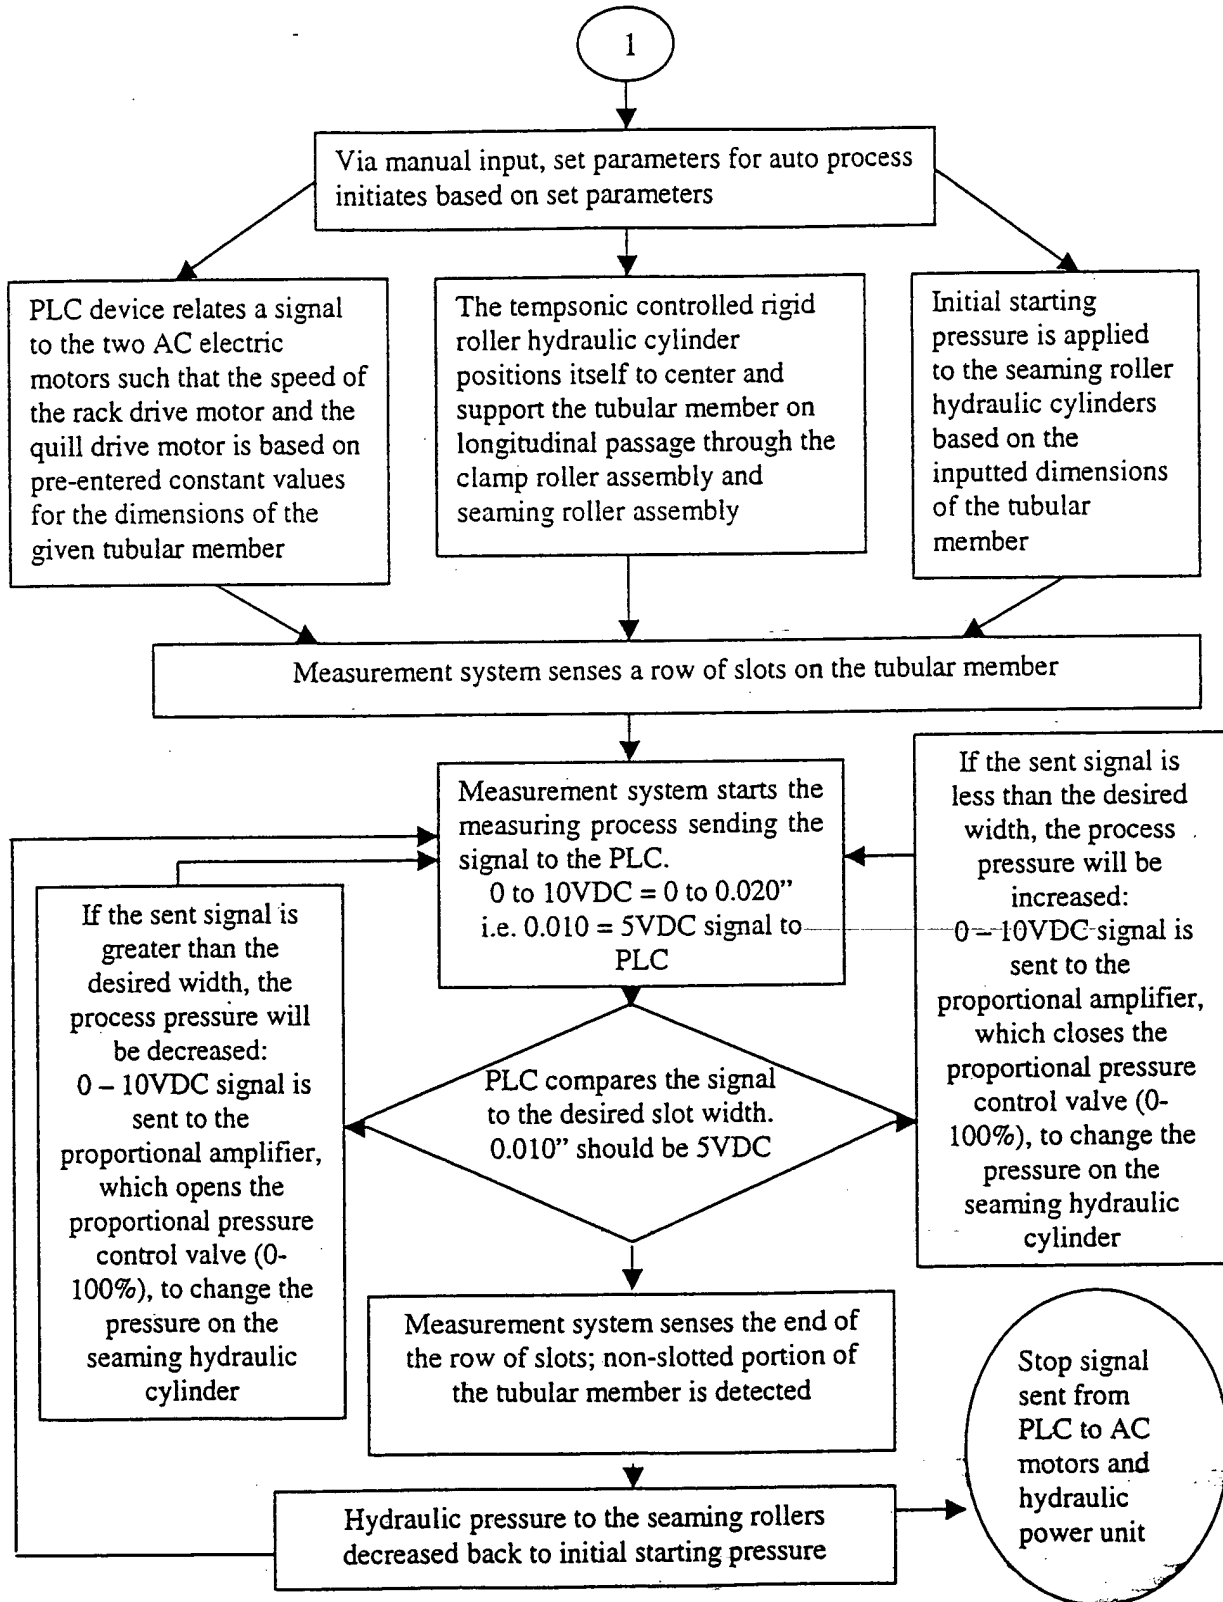 1
Via manual input, set parameters for auto process
initiates based on set parameters
PLC device relates a signal
to the two AC electric
motors such that the speed of
the rack drive motor and the
quill drive motor is based on
pre-entered constant values
for the dimensions of the
given tubular member
The tempsonic controlled rigid
roller hydraulic cylinder
positions itself to center and
support the tubular member on
longitudinal passage through the
clamp roller assembly and
seaming roller assembly
Initial starting
pressure is applied
to the seaming roller
hydraulic cylinders
based on the
inputted dimensions
of the tubular
member
Measurement system senses a row of slots on the tubular member
Measurement system starts the
measuring process sending the
signal to the PLC.
0 to 10VDC = 0 to 0.020”
i.e. 0.010 = 5VDC signal to
PLC
If the sent signal is
less than the desired
width, the process
pressure will be
increased:
0 – 10VDC signal is
sent to the
proportional amplifier,
which closes the
proportional pressure
control valve (0-
100%), to change the
pressure on the
seaming hydraulic
cylinder
If the sent signal is
greater than the
desired width, the
process pressure will
be decreased:
0 – 10VDC signal is
sent to the
proportional amplifier,
which opens the
proportional pressure
control valve (0-
100%), to change the
pressure on the
seaming hydraulic
cylinder
PLC compares the signal
to the desired slot width.
0.010” should be 5VDC
Measurement system senses the end of
the row of slots; non-slotted portion of
the tubular member is detected
Stop signal
sent from
PLC to AC
motors and
hydraulic
power unit
Hydraulic pressure to the seaming rollers
decreased back to initial starting pressure